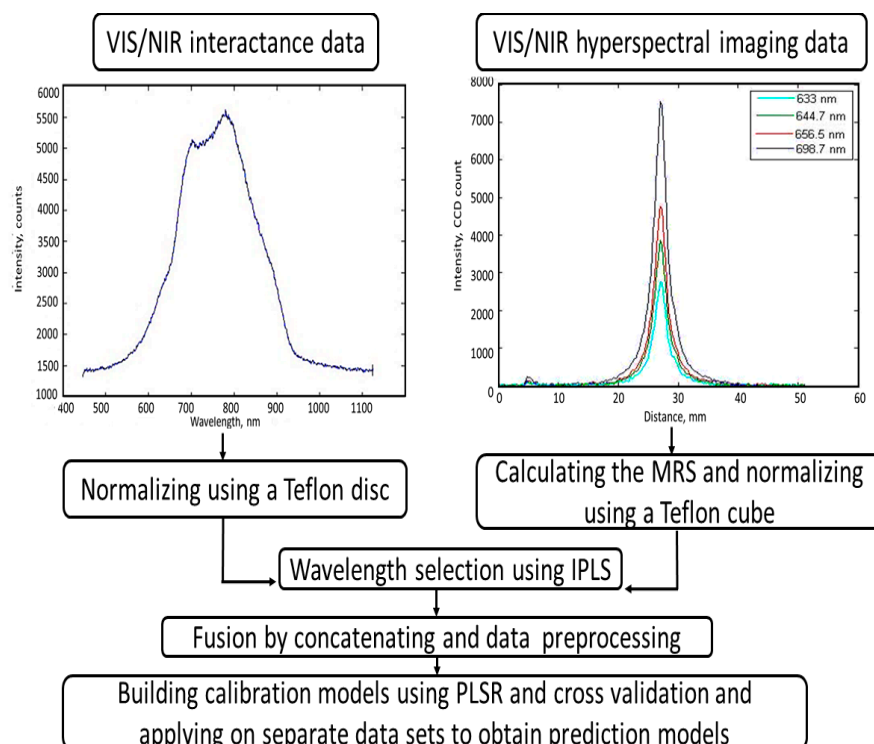 VIS/NIR interactance data
VIS/NIR hyperspectral imaging data
6000
5500
5000
4500
4000
3500
3000
2500
2000
1500
1000
Intensity, counts
400 500 600 700 800 900 1000 1100
Wavelength, nm
8000
7000
6000
5000
4000
3000
2000
1000
0
Intensity, CCD count
633 nm
644.7 nm
656.5 nm
698.7 nm
0 10 20 30 40 50 60
Distance, mm
Normalizing using a Teflon disc
Calculating the MRS and normalizing
using a Teflon cube
Wavelength selection using IPLS
Fusion by concatenating and data preprocessing
Building calibration models using PLSR and cross validation and
applying on separate data sets to obtain prediction models